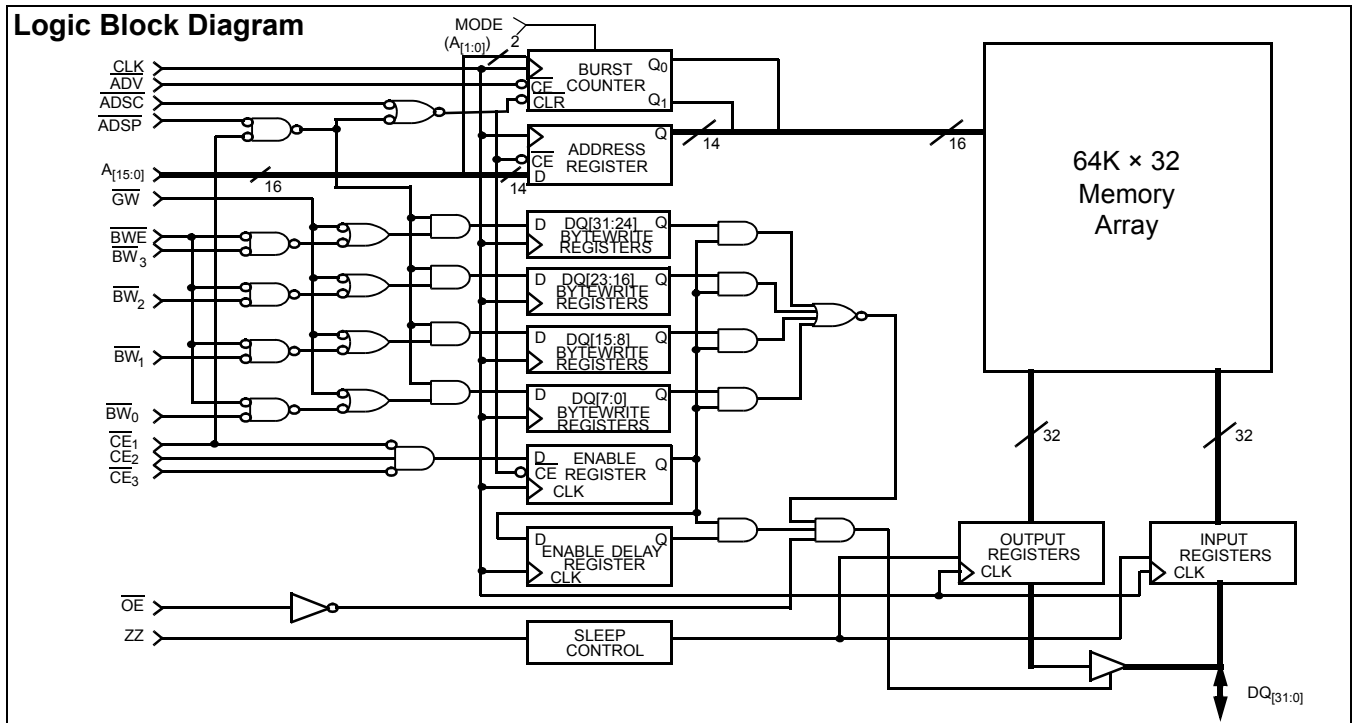 Logic Block Diagram
MODE
(A[1:0])
2
CLK
ADV
ADSC
ADSP
A[15:0]
16
GW
BWE
BW3
BW2
BW1
BW0
CE1
CE2
CE3
OE
ZZ
BURST
COUNTER
CE
CLR
Q0
Q1
ADDRESS
REGISTER
CE
D
Q
14
14
16
D
DQ[31:24]
Q
BYTEWRITE
REGISTERS
D
DQ[23:16]
Q
BYTEWRITE
REGISTERS
D
DQ[15:8]
Q
BYTEWRITE
REGISTERS
D
DQ[7:0]
Q
BYTEWRITE
REGISTERS
D
ENABLE
Q
CE
REGISTER
CLK
D
Q
ENABLE DELAY
REGISTER
CLK
SLEEP
CONTROL
64K × 32
Memory
Array
32
32
OUTPUT
REGISTERS
CLK
INPUT
REGISTERS
CLK
DQ[31:0]